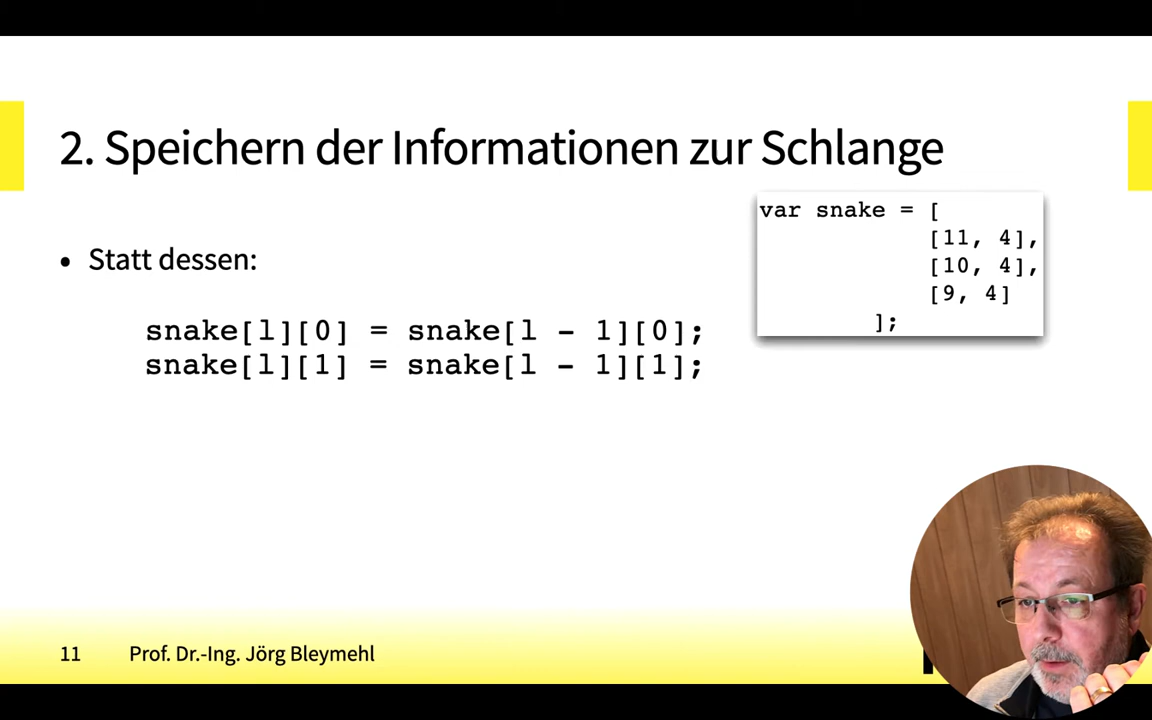 2. Speichern der Informationen zur Schlange
var snake = [
[11, 4],
[10, 4],
[9, 4]
];
• Statt dessen:
snake[l][0] = snake[l - 1][0];
snake[l][1] = snake[l - 1][1];
11 Prof. Dr.-Ing. Jörg Bleymehl